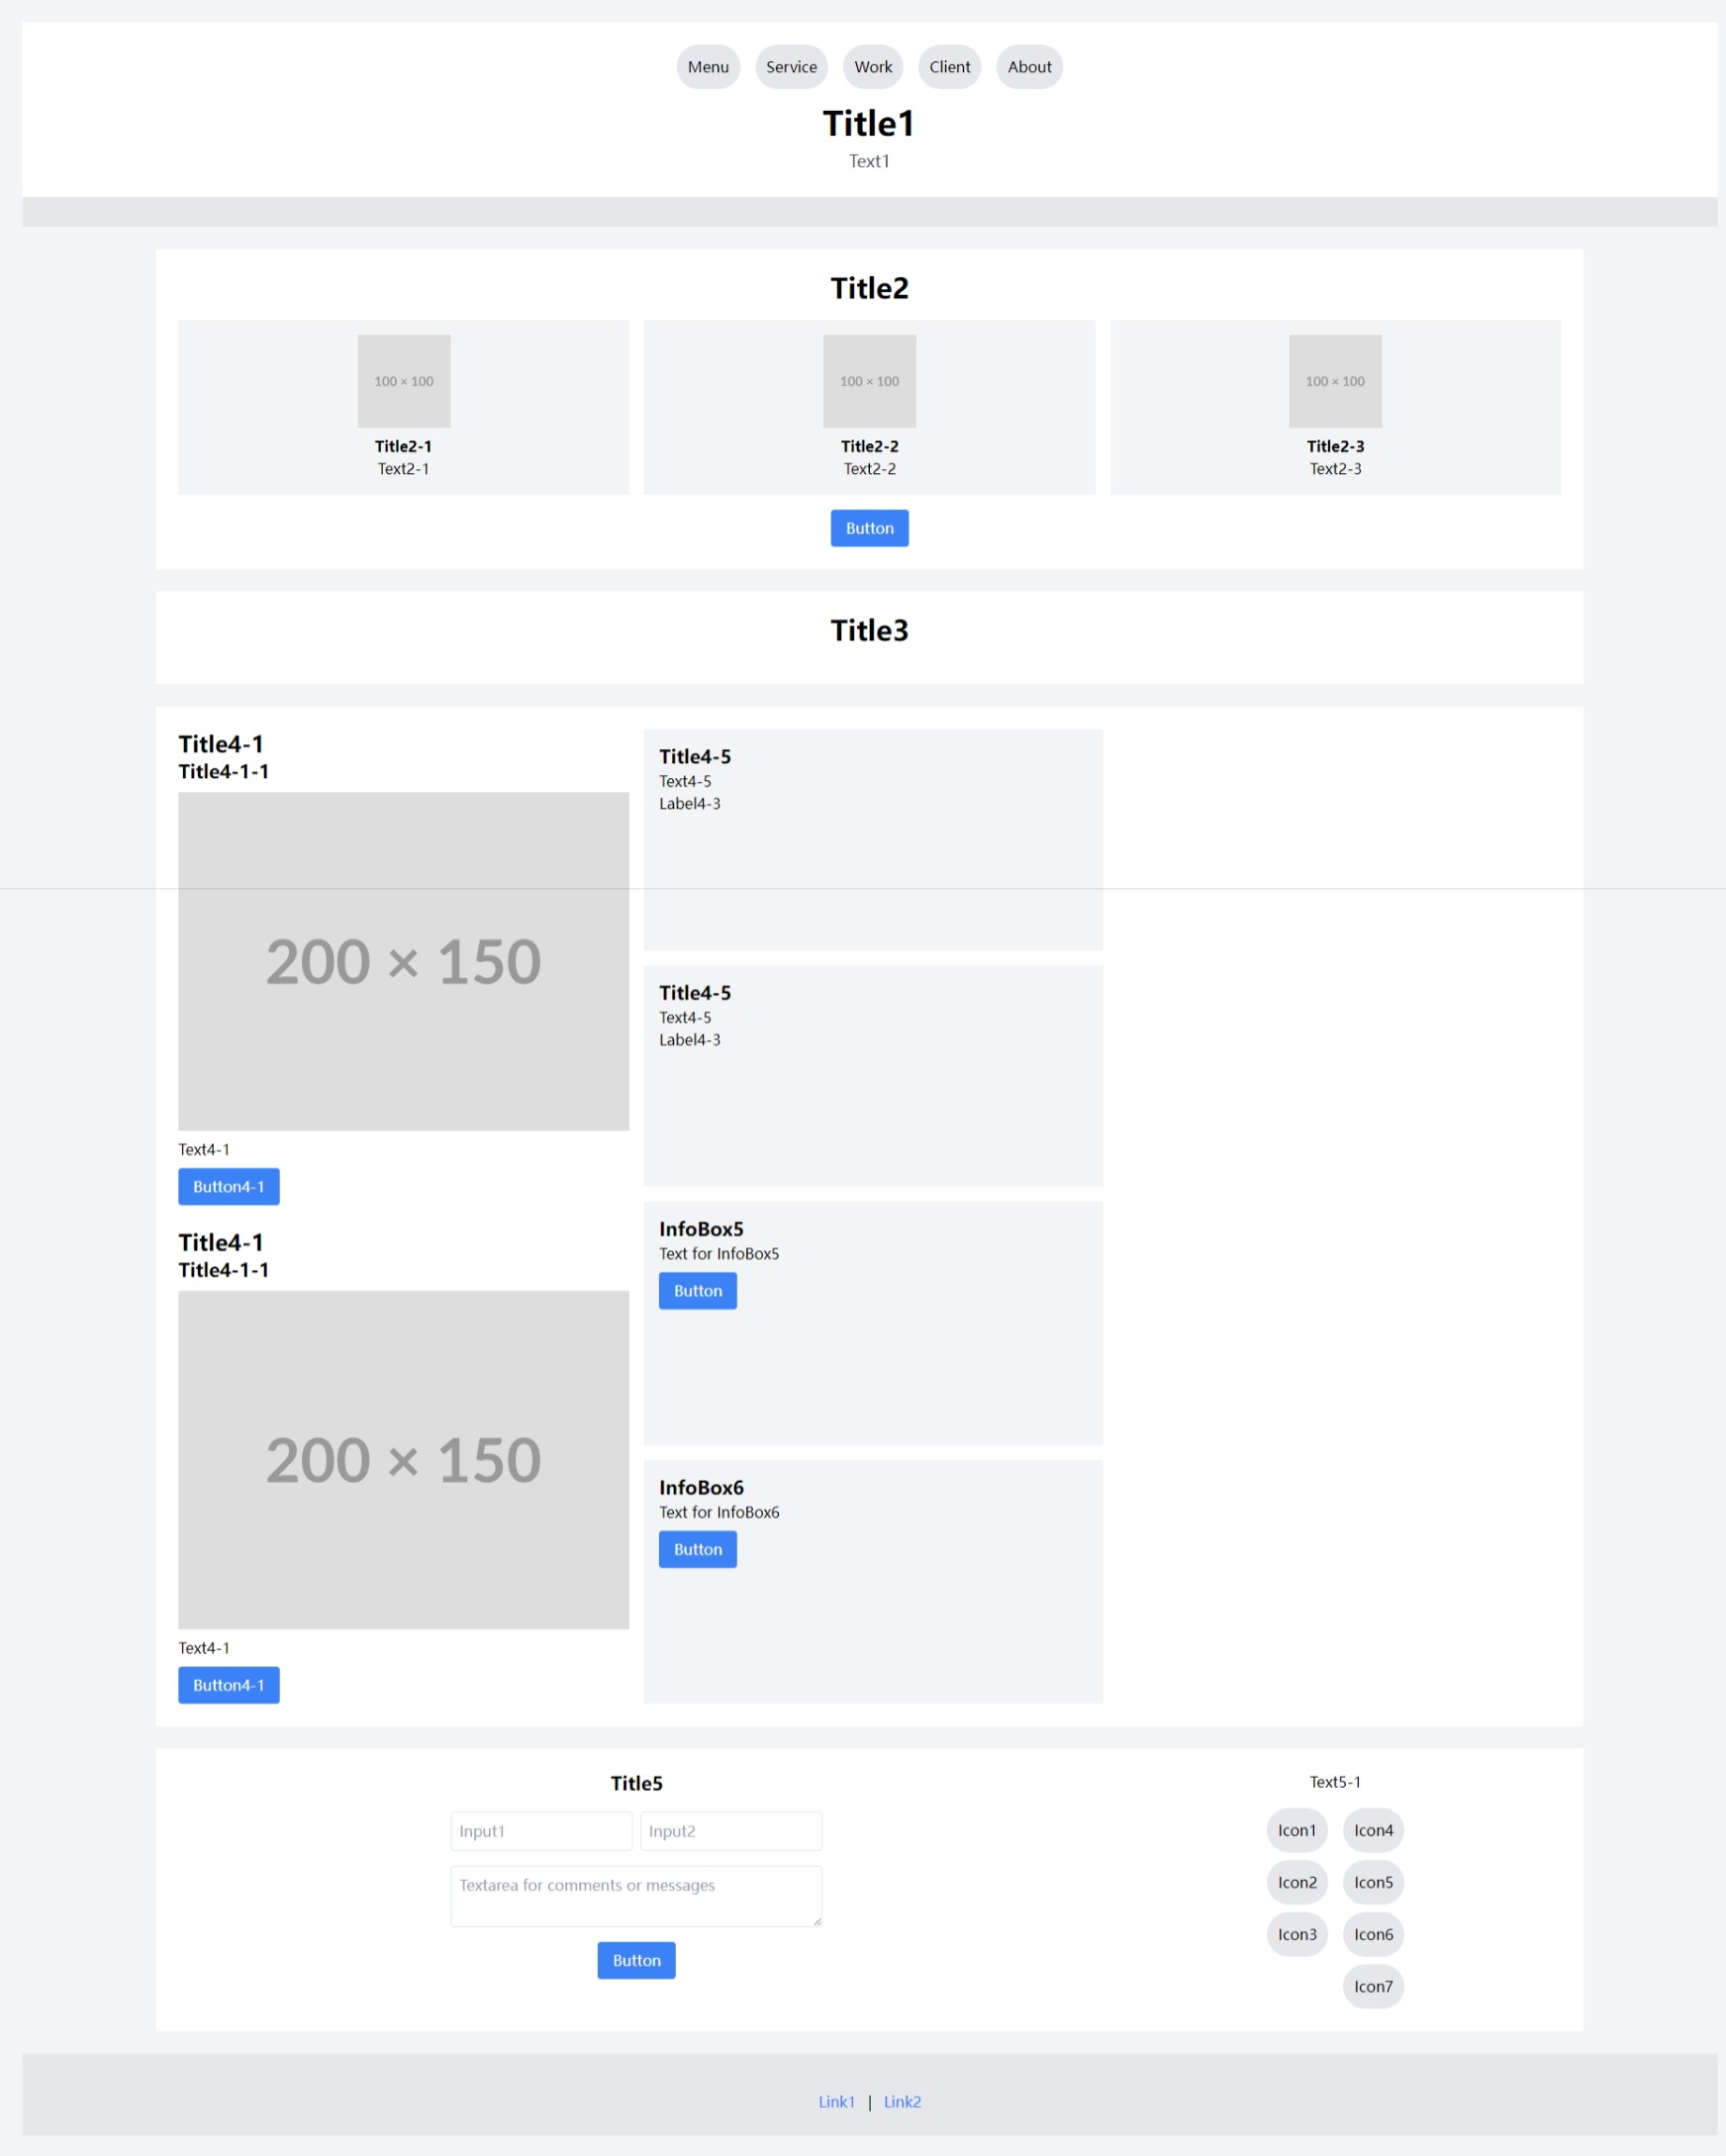 Menu Service Work Client About
Title1
Text1
Title2
100 × 100
Title2-1
Text2-1
100 × 100
Title2-2
Text2-2
100 × 100
Title2-3
Text2-3
Button
Title3
Title4-1
Title4-1-1
200 × 150
Text4-1
Button4-1
Title4-1
Title4-1-1
200 × 150
Text4-1
Button4-1
Title4-5
Text4-5
Label4-3
Title4-5
Text4-5
Label4-3
InfoBox5
Text for InfoBox5
Button
InfoBox6
Text for InfoBox6
Button
Title5
Input1 Input2
Textarea for comments or messages
Button
Text5-1
Icon1 Icon4
Icon2 Icon5
Icon3 Icon6
Icon7
Link1 | Link2